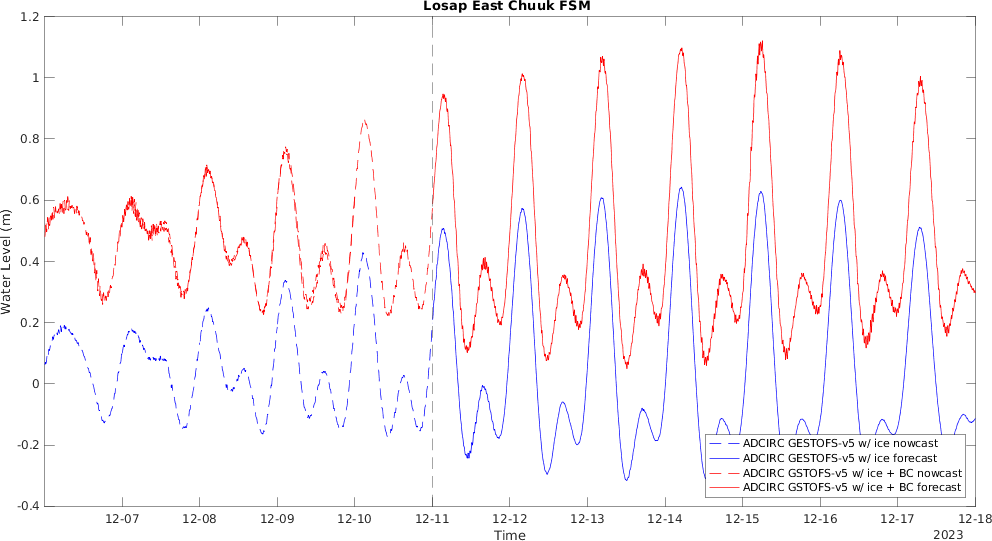 Losap East Chuuk FSM
Water Level (m)
1.2
1
0.8
0.6
0.4
0.2
0
-0.2
-0.4
ADCIRC GESTOFS-v5 w/ ice nowcast
ADCIRC GESTOFS-v5 w/ ice forecast
ADCIRC GSTOFS-v5 w/ ice + BC nowcast
ADCIRC GSTOFS-v5 w/ ice + BC forecast
12-07 12-08 12-09 12-10 12-11 12-12 12-13 12-14 12-15 12-16 12-17 12-18
Time
2023